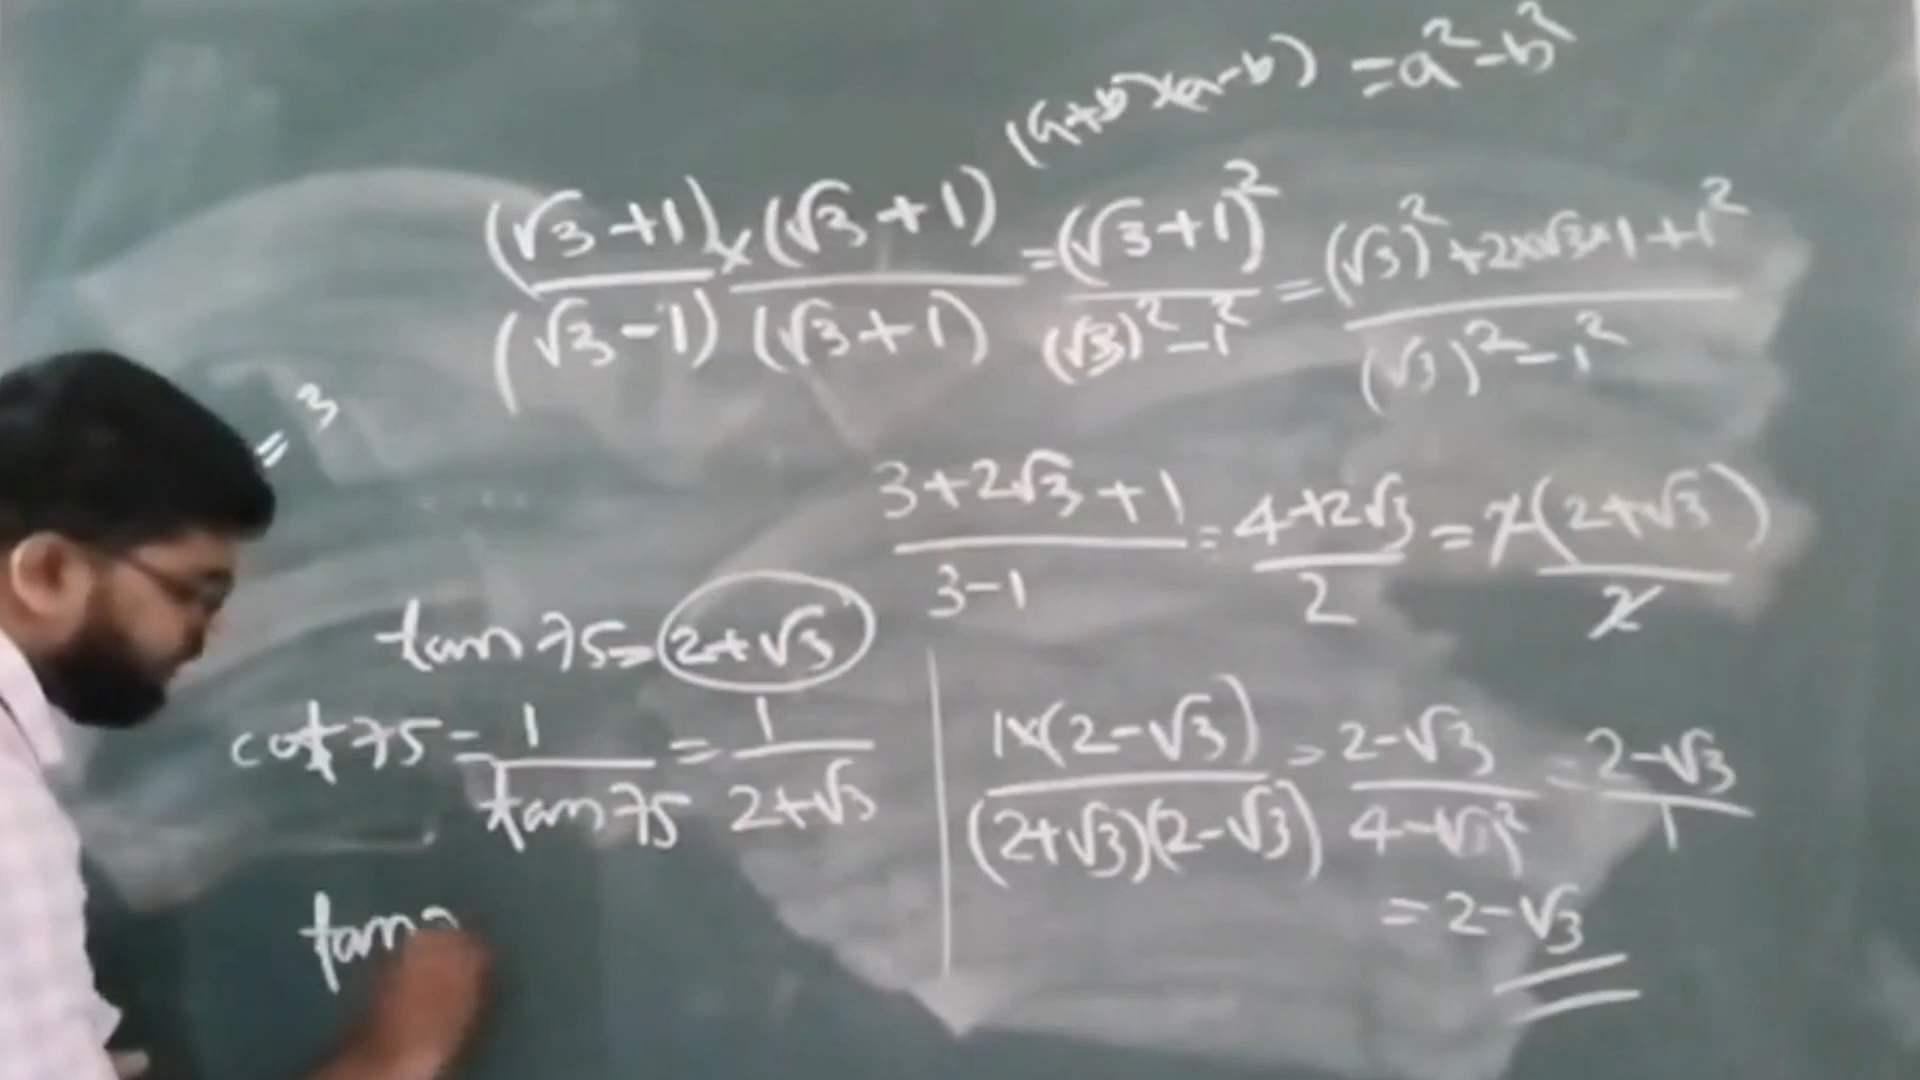 (a+b)(a-b) = a² - b²
(√3+1)/(√3-1) × (√3+1)/(√3+1) = (√3+1)²/((√3)² - 1²) = ((√3)² + 2×√3×1 + 1²)/((√3)² - 1²)
= 3
(3+2√3+1)/(3-1) = (4+2√3)/2 = 2(2+√3)/2
tan 75 = 2+√3
cot 75 = 1/tan 75 = 1/(2+√3)
1×(2-√3)/((2+√3)(2-√3)) = (2-√3)/(4-√3²) = (2-√3)/1
= 2-√3
tan